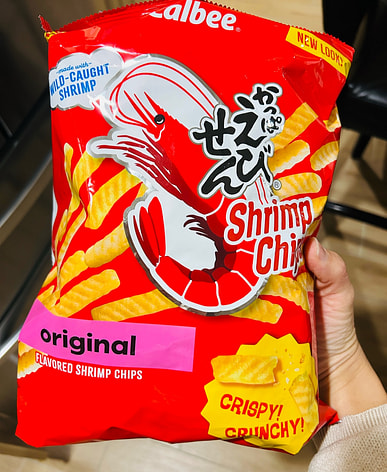 Calbee®
NEW LOOK!
made with
WILD-CAUGHT
SHRIMP
かっぱ
えびせん
®
Shrimp
Chips
original
FLAVORED SHRIMP CHIPS
CRISPY!
CRUNCHY!